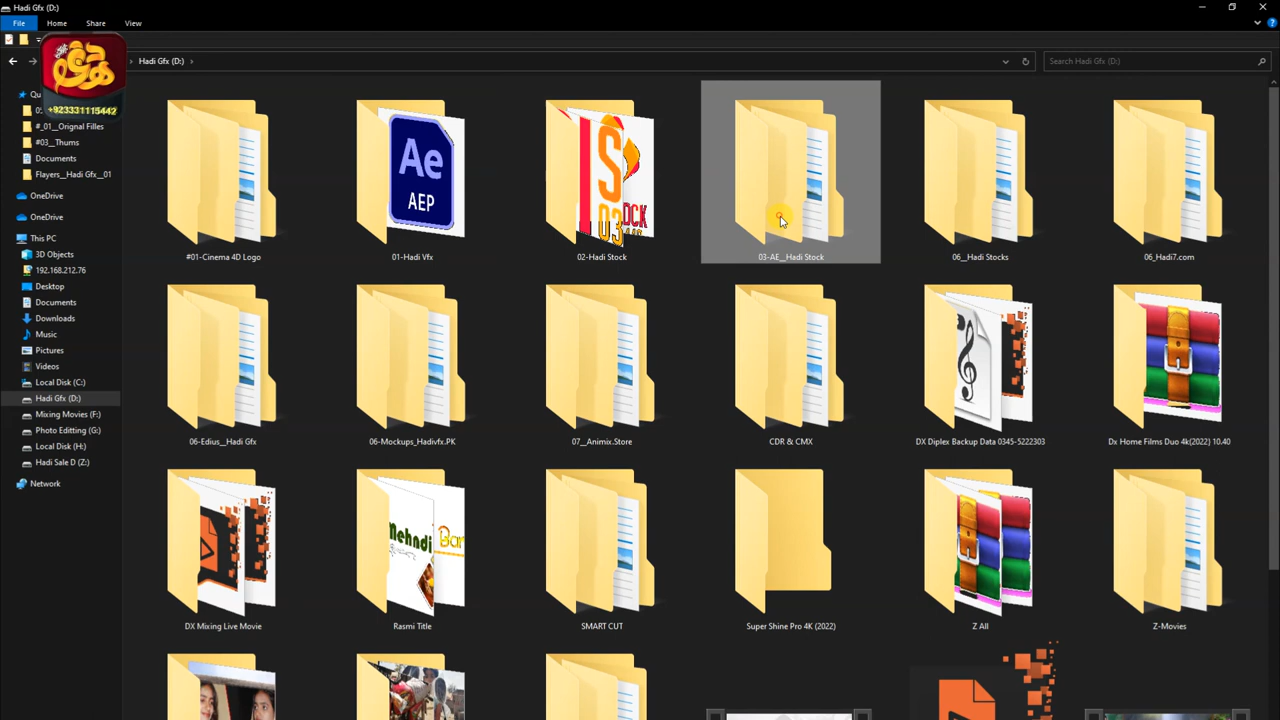 Hadi Gfx (D:)
File Home Share View
Hadi Gfx (D:)
Search Hadi Gfx (D:)
+923331115442
#_01__Orignal Filles
#03__Thums
Documents
Flayers__Hadi Gfx__01
OneDrive
OneDrive
This PC
3D Objects
192.168.212.76
Desktop
Documents
Downloads
Music
Pictures
Videos
Local Disk (C:)
Hadi Gfx (D:)
Mixing Movies (F:)
Photo Editting (G:)
Local Disk (H:)
Hadi Sale D (Z:)
Network
Ae
AEP
#01-Cinema 4D Logo
01-Hadi Vfx
02-Hadi Stock
03-AE__Hadi Stock
06__Hadi Stocks
06_Hadi7.com
06-Edius__Hadi Gfx
06-Mockups_Hadivfx.PK
07__Animix.Store
CDR & CMX
DX Diplex Backup Data 0345-5222303
Dx Home Films Duo 4k(2022) 10.40
Mehndi
DX Mixing Live Movie
Rasmi Title
SMART CUT
Super Shine Pro 4K (2022)
Z All
Z-Movies